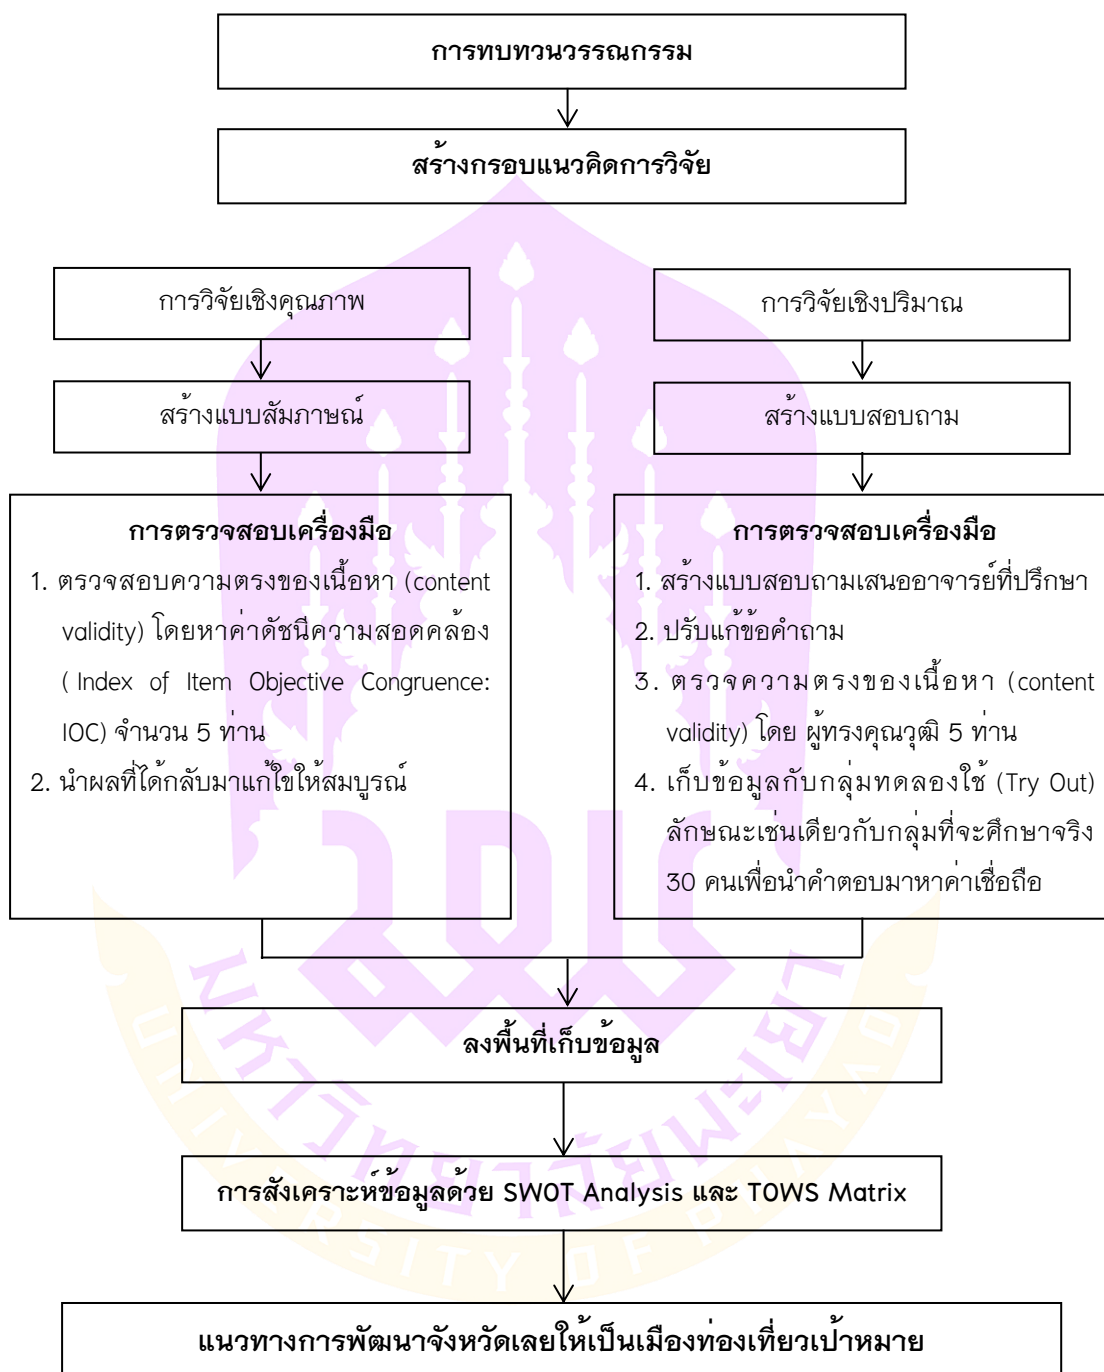 การทบทวนวรรณกรรม
สร้างกรอบแนวคิดการวิจัย
การวิจัยเชิงคุณภาพ
สร้างแบบสัมภาษณ์
การตรวจสอบเครื่องมือ
1. ตรวจสอบความตรงของเนื้อหา (content
validity) โดยหาค่าดัชนีความสอดคล้อง
( Index of Item Objective Congruence:
IOC) จำนวน 5 ท่าน
2. นำผลที่ได้กลับมาแก้ไขให้สมบูรณ์
การวิจัยเชิงปริมาณ
สร้างแบบสอบถาม
การตรวจสอบเครื่องมือ
1. สร้างแบบสอบถามเสนออาจารย์ที่ปรึกษา
2. ปรับแก้ข้อคำถาม
3. ตรวจความตรงของเนื้อหา (content
validity) โดย ผู้ทรงคุณวุฒิ 5 ท่าน
4. เก็บข้อมูลกับกลุ่มทดลองใช้ (Try Out)
ลักษณะเช่นเดียวกับกลุ่มที่จะศึกษาจริง
30 คนเพื่อนำคำตอบมาหาค่าเชื่อถือ
ลงพื้นที่เก็บข้อมูล
การสังเคราะห์ข้อมูลด้วย SWOT Analysis และ TOWS Matrix
แนวทางการพัฒนาจังหวัดเลยให้เป็นเมืองท่องเที่ยวเป้าหมาย
มหาวิทยาลัยพะเยา
UNIVERSITY OF PHAYAO